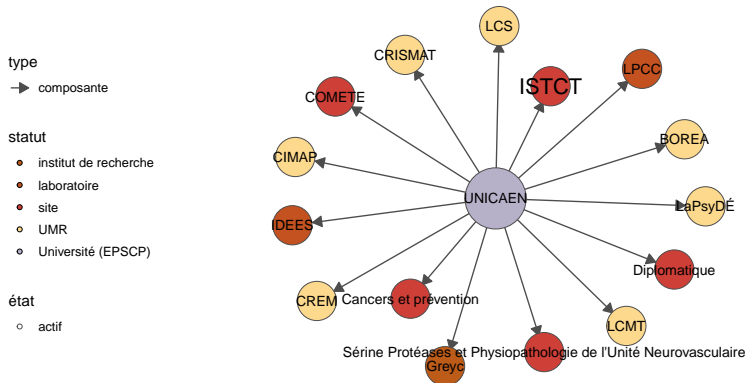 type
composante
statut
institut de recherche
laboratoire
site
UMR
Université (EPSCP)
état
actif
LCS
CRISMAT
ISTCT
LPCC
COMETE
BOREA
CIMAP
UNICAEN
LaPsyDÉ
IDEES
Diplomatique
CREM
Cancers et prévention
LCMT
Sérine Protéases et Physiopathologie de l'Unité Neurovasculaire
Greyc